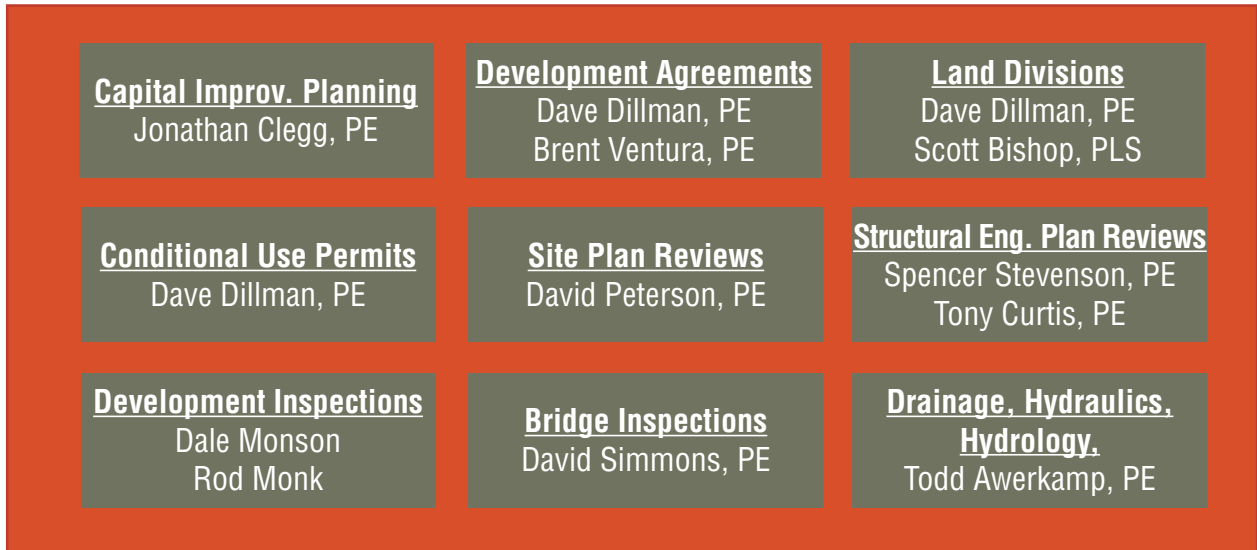 Capital Improv. Planning
Jonathan Clegg, PE
Development Agreements
Dave Dillman, PE
Brent Ventura, PE
Land Divisions
Dave Dillman, PE
Scott Bishop, PLS
Conditional Use Permits
Dave Dillman, PE
Site Plan Reviews
David Peterson, PE
Structural Eng. Plan Reviews
Spencer Stevenson, PE
Tony Curtis, PE
Development Inspections
Dale Monson
Rod Monk
Bridge Inspections
David Simmons, PE
Drainage, Hydraulics,
Hydrology,
Todd Awerkamp, PE